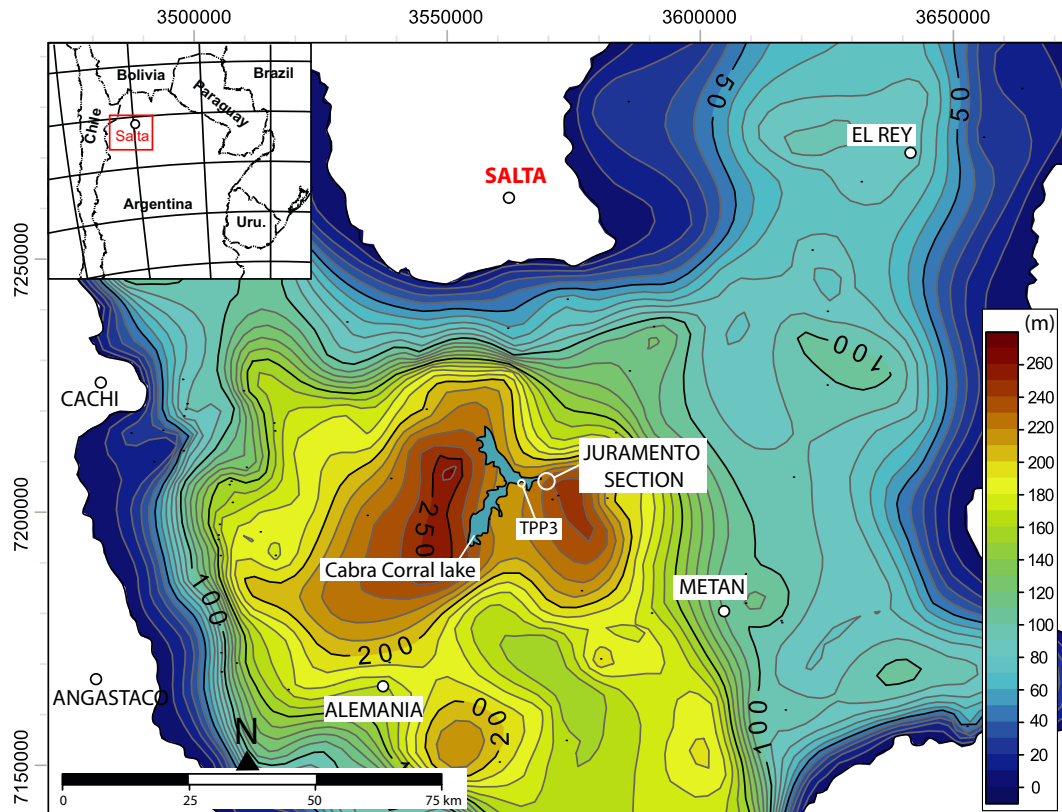 3500000 3550000 3600000 3650000
7250000
7200000
7150000
Bolivia
Brazil
Paraguay
Chile
Salta
Argentina
Uru.
SALTA
EL REY
50
50
100
CACHI
JURAMENTO
SECTION
TPP3
250
Cabra Corral lake
METAN
100
200
ANGASTACO
ALEMANIA
200
100
N
0 25 50 75 km
(m)
260
240
220
200
180
160
140
120
100
80
60
40
20
0